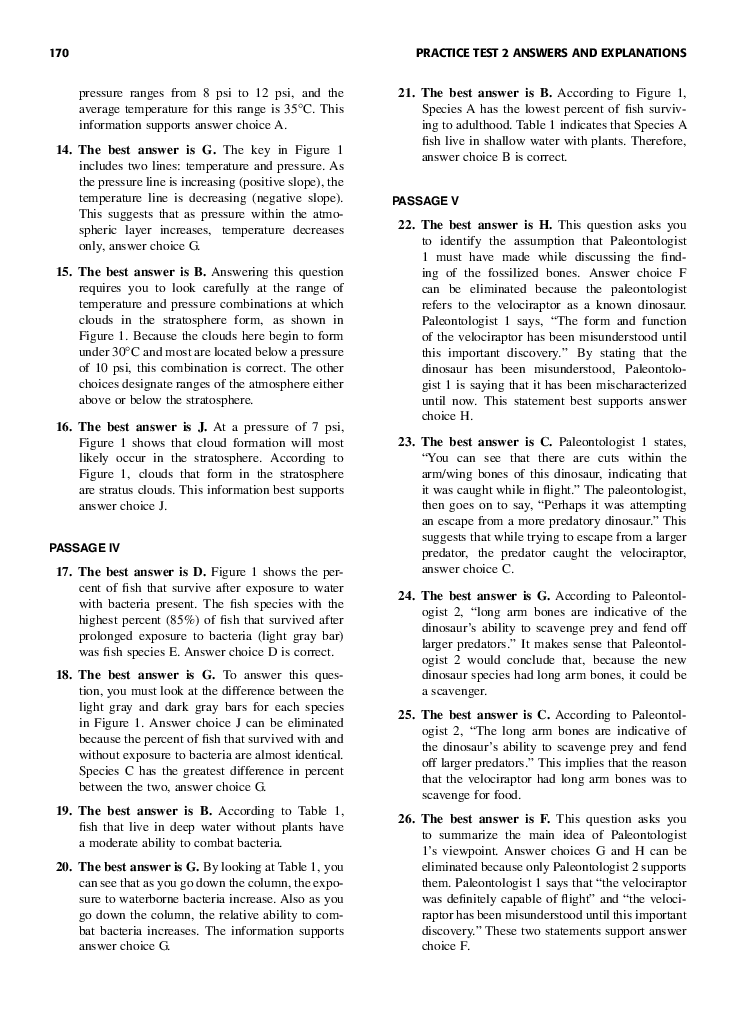 170
PRACTICE TEST 2 ANSWERS AND EXPLANATIONS
pressure ranges from 8 psi to 12 psi, and the
average temperature for this range is 35°C. This
information supports answer choice A.
14. The best answer is G. The key in Figure 1
includes two lines: temperature and pressure. As
the pressure line is increasing (positive slope), the
temperature line is decreasing (negative slope).
This suggests that as pressure within the atmo-
spheric layer increases, temperature decreases
only, answer choice G.
15. The best answer is B. Answering this question
requires you to look carefully at the range of
temperature and pressure combinations at which
clouds in the stratosphere form, as shown in
Figure 1. Because the clouds here begin to form
under 30°C and most are located below a pressure
of 10 psi, this combination is correct. The other
choices designate ranges of the atmosphere either
above or below the stratosphere.
16. The best answer is J. At a pressure of 7 psi,
Figure 1 shows that cloud formation will most
likely occur in the stratosphere. According to
Figure 1, clouds that form in the stratosphere
are stratus clouds. This information best supports
answer choice J.
PASSAGE IV
17. The best answer is D. Figure 1 shows the per-
cent of fish that survive after exposure to water
with bacteria present. The fish species with the
highest percent (85%) of fish that survived after
prolonged exposure to bacteria (light gray bar)
was fish species E. Answer choice D is correct.
18. The best answer is G. To answer this ques-
tion, you must look at the difference between the
light gray and dark gray bars for each species
in Figure 1. Answer choice J can be eliminated
because the percent of fish that survived with and
without exposure to bacteria are almost identical.
Species C has the greatest difference in percent
between the two, answer choice G.
19. The best answer is B. According to Table 1,
fish that live in deep water without plants have
a moderate ability to combat bacteria.
20. The best answer is G. By looking at Table 1, you
can see that as you go down the column, the expo-
sure to waterborne bacteria increase. Also as you
go down the column, the relative ability to com-
bat bacteria increases. The information supports
answer choice G.
21. The best answer is B. According to Figure 1,
Species A has the lowest percent of fish surviv-
ing to adulthood. Table 1 indicates that Species A
fish live in shallow water with plants. Therefore,
answer choice B is correct.
PASSAGE V
22. The best answer is H. This question asks you
to identify the assumption that Paleontologist
1 must have made while discussing the find-
ing of the fossilized bones. Answer choice F
can be eliminated because the paleontologist
refers to the velociraptor as a known dinosaur.
Paleontologist 1 says, “The form and function
of the velociraptor has been misunderstood until
this important discovery.” By stating that the
dinosaur has been misunderstood, Paleontolo-
gist 1 is saying that it has been mischaracterized
until now. This statement best supports answer
choice H.
23. The best answer is C. Paleontologist 1 states,
“You can see that there are cuts within the
arm/wing bones of this dinosaur, indicating that
it was caught while in flight.” The paleontologist,
then goes on to say, “Perhaps it was attempting
an escape from a more predatory dinosaur.” This
suggests that while trying to escape from a larger
predator, the predator caught the velociraptor,
answer choice C.
24. The best answer is G. According to Paleontol-
ogist 2, “long arm bones are indicative of the
dinosaur’s ability to scavenge prey and fend off
larger predators.” It makes sense that Paleontol-
ogist 2 would conclude that, because the new
dinosaur species had long arm bones, it could be
a scavenger.
25. The best answer is C. According to Paleontol-
ogist 2, “The long arm bones are indicative of
the dinosaur’s ability to scavenge prey and fend
off larger predators.” This implies that the reason
that the velociraptor had long arm bones was to
scavenge for food.
26. The best answer is F. This question asks you
to summarize the main idea of Paleontologist
1’s viewpoint. Answer choices G and H can be
eliminated because only Paleontologist 2 supports
them. Paleontologist 1 says that “the velociraptor
was definitely capable of flight” and “the veloci-
raptor has been misunderstood until this important
discovery.” These two statements support answer
choice F.